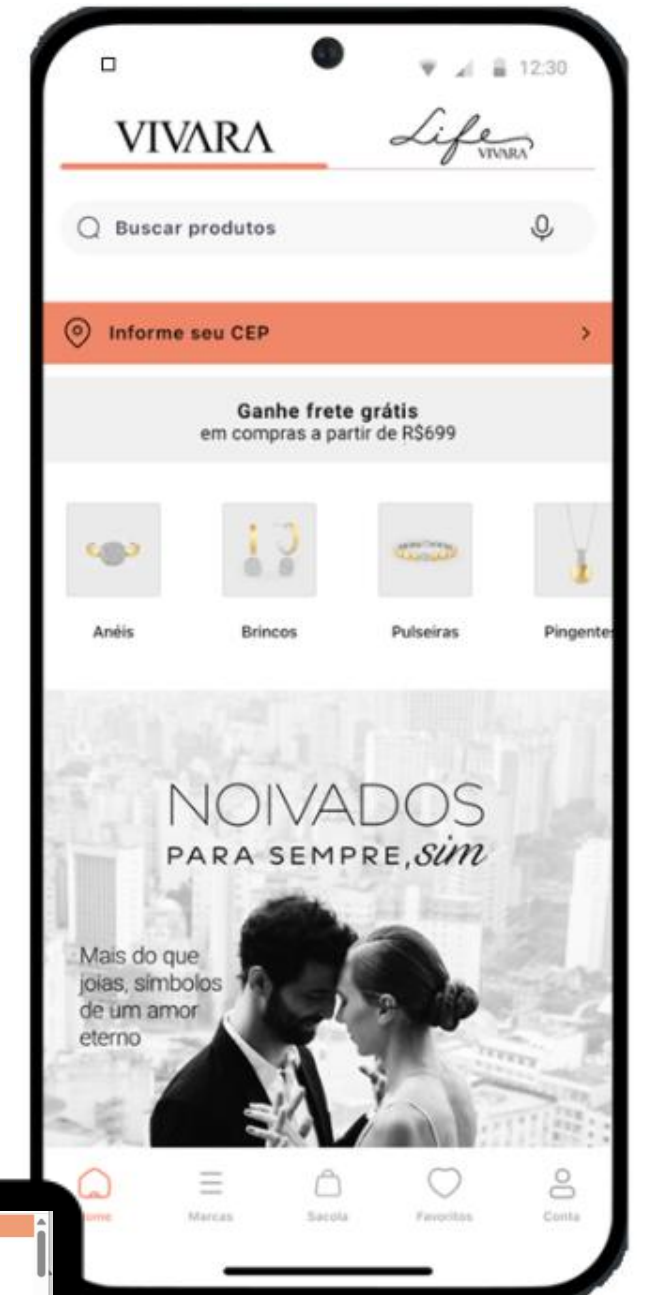 12:30
VIVARA
Life
VIVARA
Buscar produtos
Informe seu CEP
Ganhe frete grátis
em compras a partir de R$699
Anéis Brincos Pulseiras Pingentes
NOIVADOS
PARA SEMPRE, sim
Mais do que
joias, símbolos
de um amor
eterno
Home Marcas Sacola Favoritos Conta